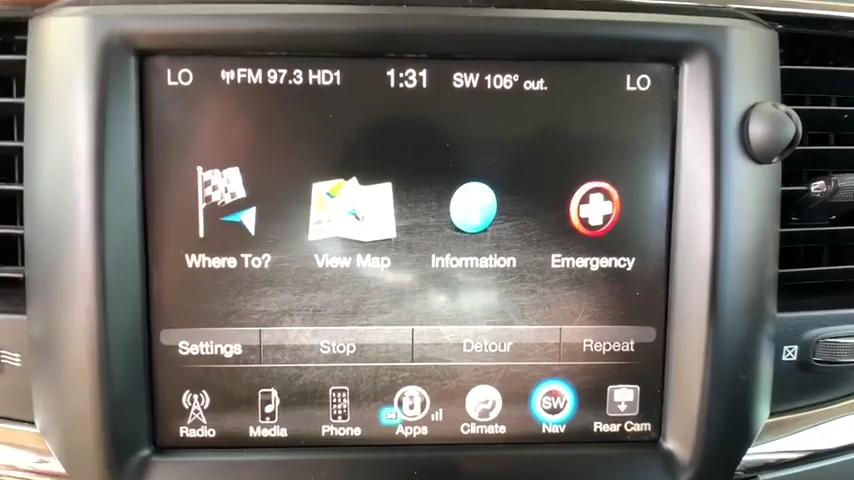 LO FM 97.3 HD1 1:31 SW 106° out. LO
Where To? View Map Information Emergency
Settings Stop Detour Repeat
SW
Radio Media Phone Apps Climate Nav Rear Cam